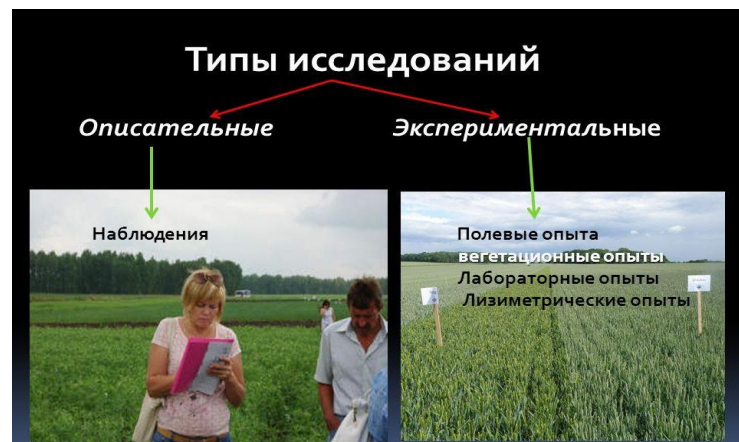 Типы исследований
Описательные
Экспериментальные
Наблюдения
Полевые опыта
вегетационные опыты
Лабораторные опыты
Лизиметрические опыты